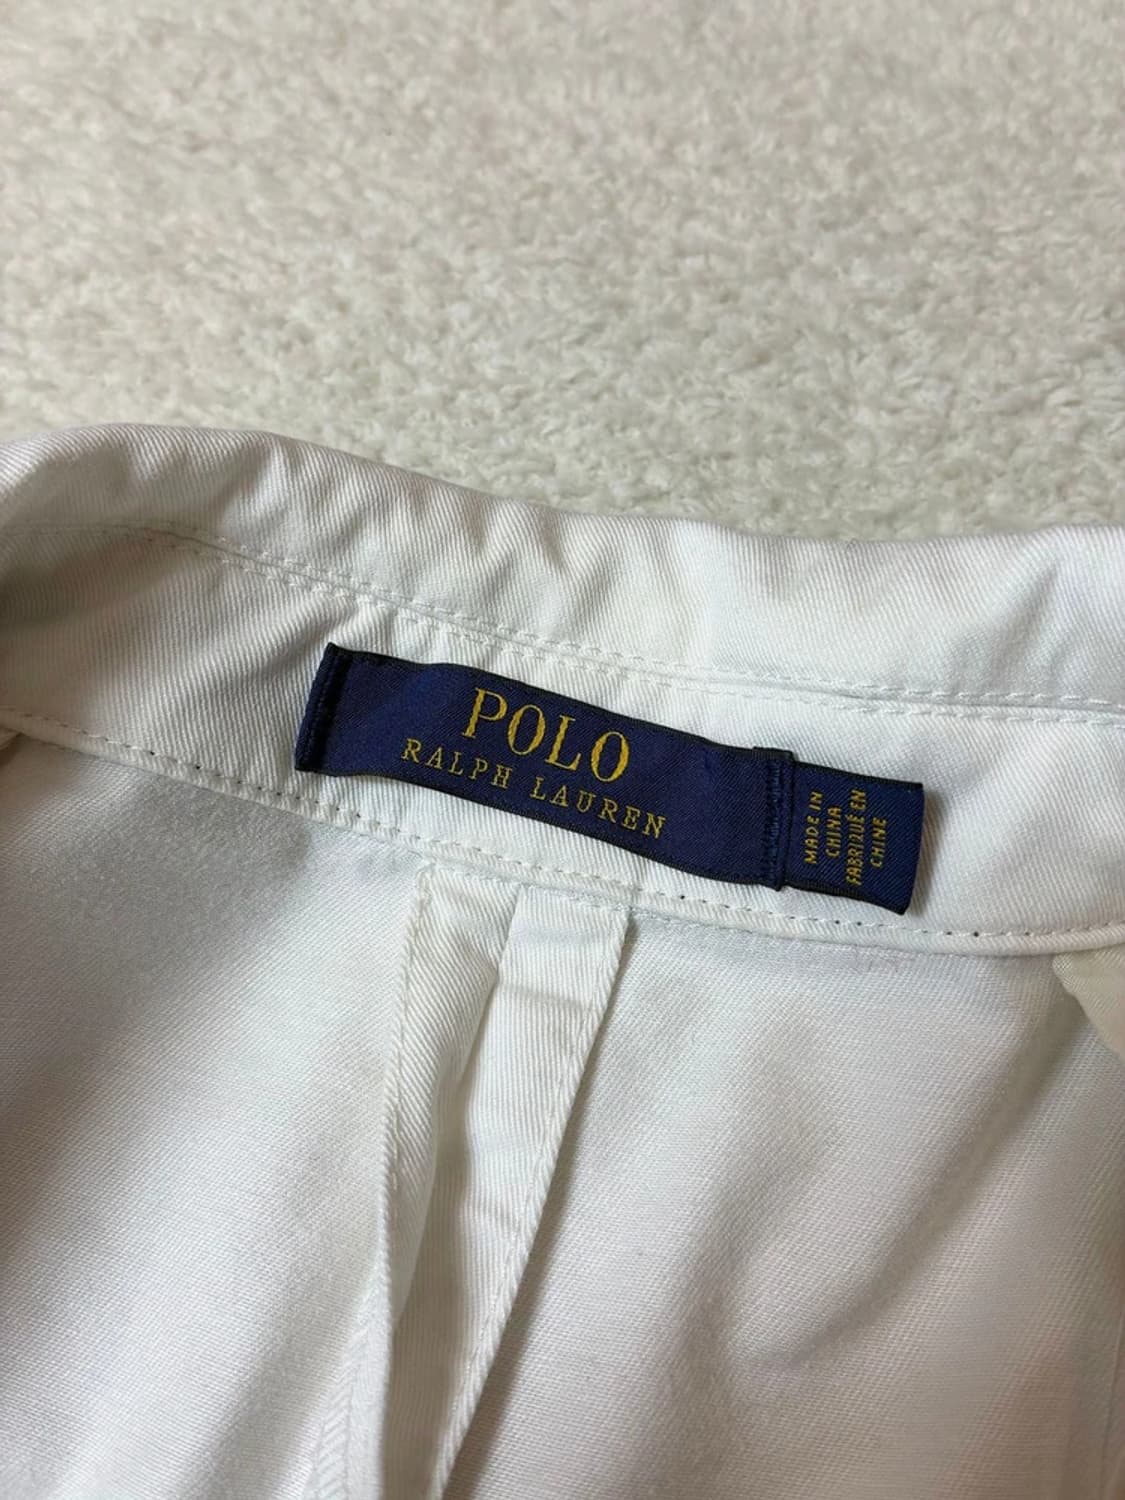 POLO
RALPH LAUREN
MADE IN
CHINA
FABRIQUÉ EN
CHINE